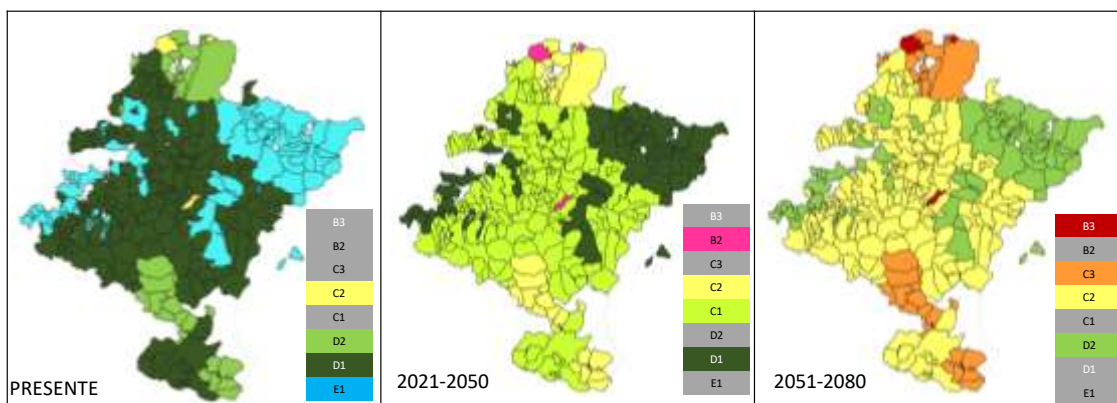 B3
B2
C3
C2
C1
D2
D1
E1
PRESENTE
B3
B2
C3
C2
C1
D2
D1
E1
2021-2050
B3
B2
C3
C2
C1
D2
D1
E1
2051-2080